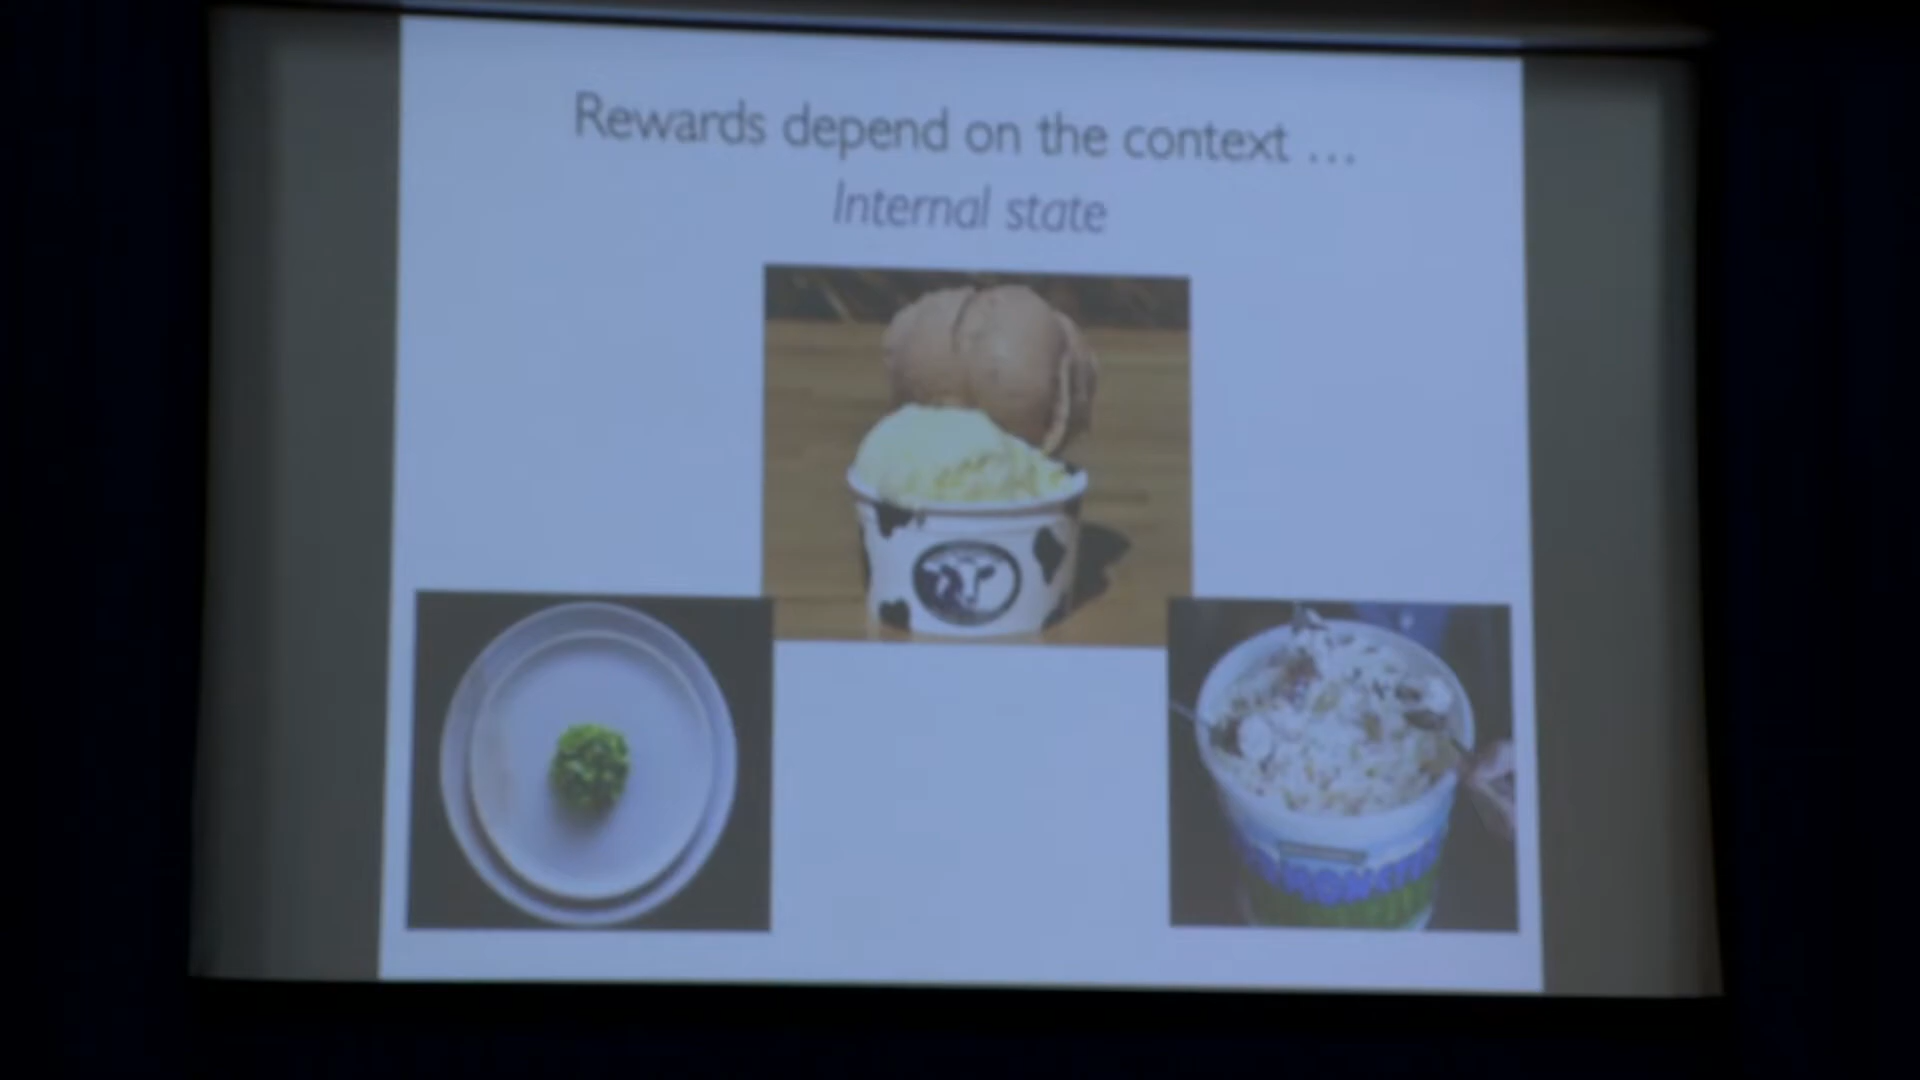 Rewards depend on the context ...
Internal state